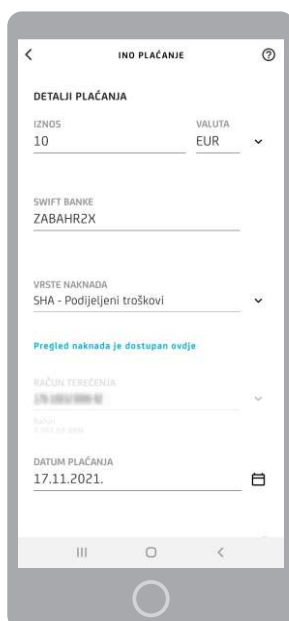 INO PLAĆANJE
DETALJI PLAĆANJA
IZNOS VALUTA
10 EUR
SWIFT BANKE
ZABAHR2X
VRSTE NAKNADA
SHA - Podijeljeni troškovi
Pregled naknada je dostupan ovdje
RAČUN TEREĆENJA
Račun
DATUM PLAĆANJA
17.11.2021.